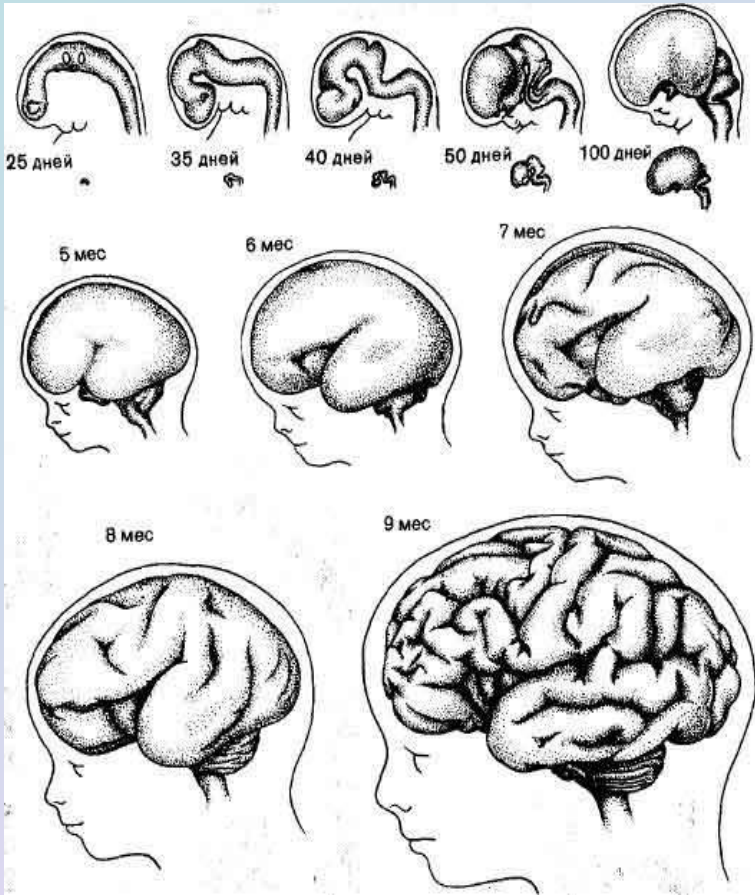 25 дней
35 дней
40 дней
50 дней
100 дней
5 мес
6 мес
7 мес
8 мес
9 мес